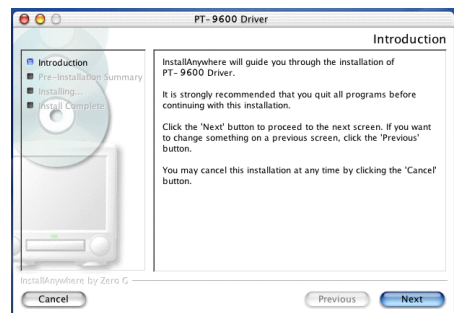 PT-9600 Driver
Introduction
Introduction
Pre-Installation Summary
Installing...
Install Complete
InstallAnywhere will guide you through the installation of
PT-9600 Driver.
It is strongly recommended that you quit all programs before
continuing with this installation.
Click the 'Next' button to proceed to the next screen. If you want
to change something on a previous screen, click the 'Previous'
button.
You may cancel this installation at any time by clicking the 'Cancel'
button.
InstallAnywhere by Zero G
Cancel
Previous
Next